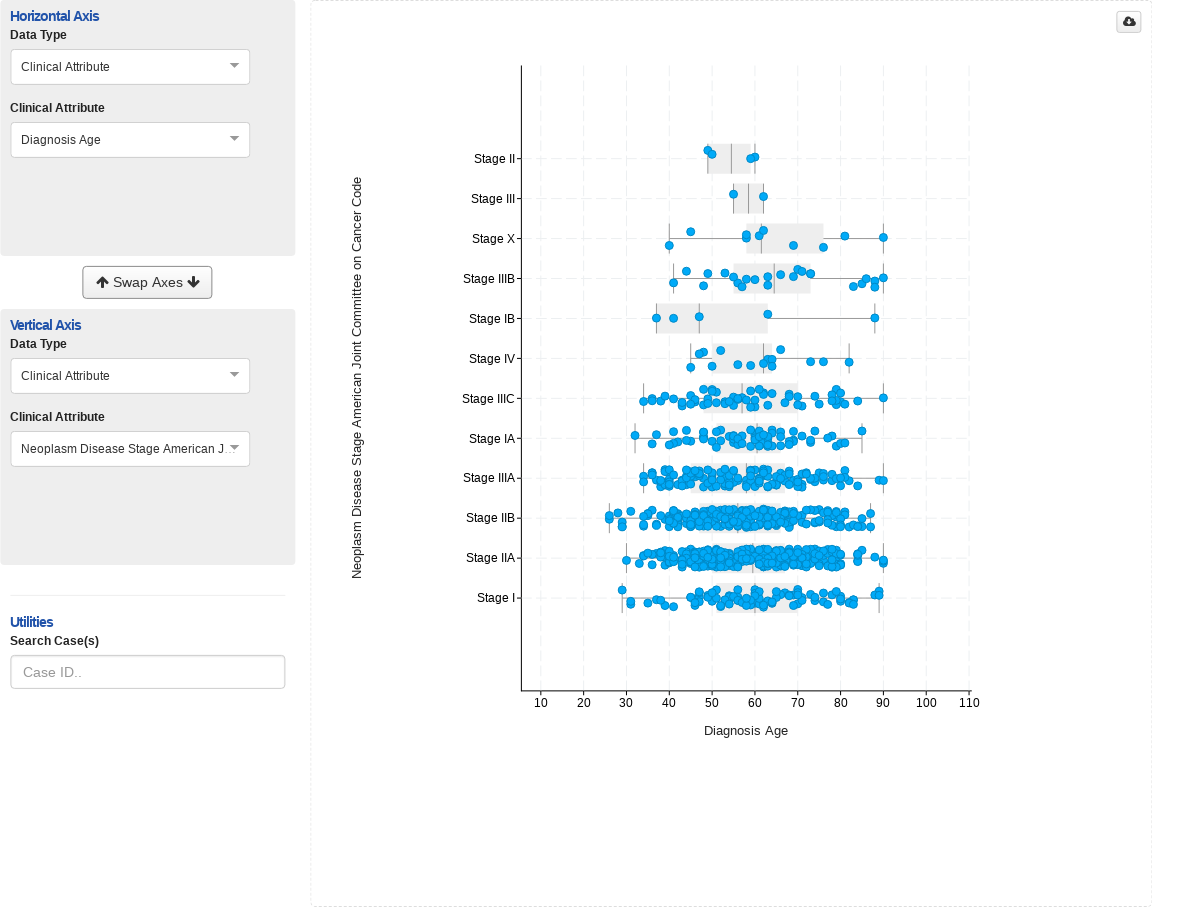 Horizontal Axis
Data Type
Clinical Attribute
Clinical Attribute
Diagnosis Age
Swap Axes
Vertical Axis
Data Type
Clinical Attribute
Clinical Attribute
Neoplasm Disease Stage American J...
Utilities
Search Case(s)
Case ID..
Neoplasm Disease Stage American Joint Committee on Cancer Code
Stage II
Stage III
Stage X
Stage IIIB
Stage IB
Stage IV
Stage IIIC
Stage IA
Stage IIIA
Stage IIB
Stage IIA
Stage I
10 20 30 40 50 60 70 80 90 100 110
Diagnosis Age